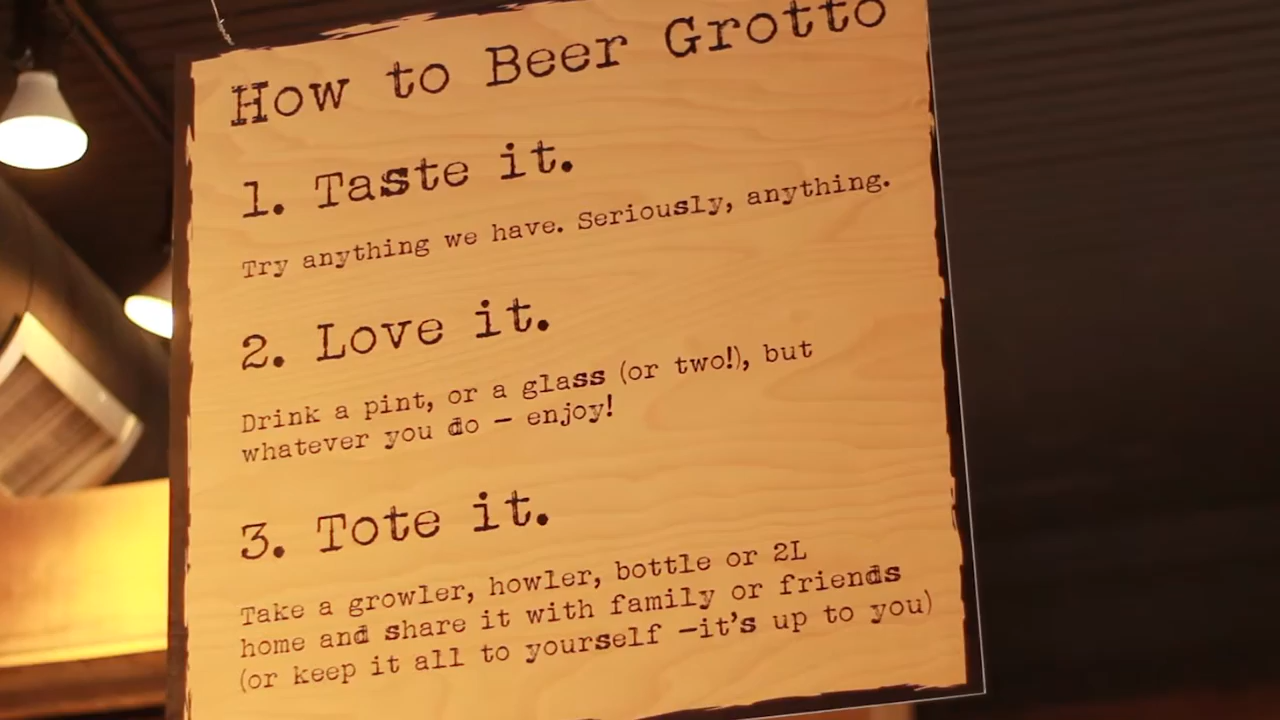 How to Beer Grotto
1. Taste it.
Try anything we have. Seriously, anything.
2. Love it.
Drink a pint, or a glass (or two!), but
whatever you do – enjoy!
3. Tote it.
Take a growler, howler, bottle or 2L
home and share it with family or friends
(or keep it all to yourself –it's up to you)